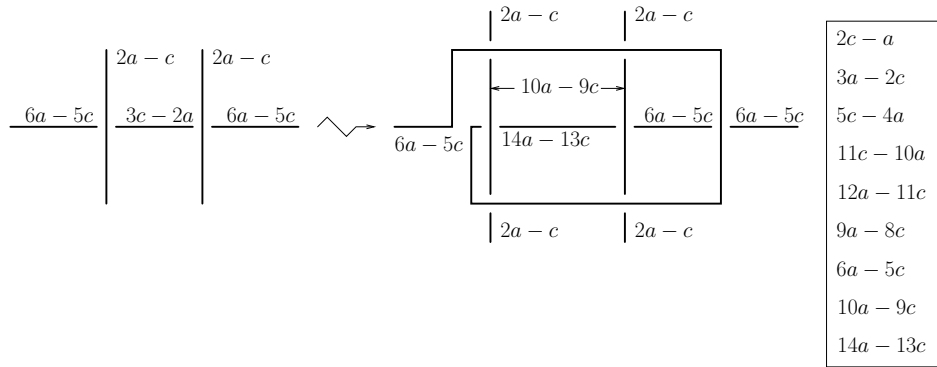 2a − c 2a − c
6a − 5c 3c − 2a 6a − 5c
2a − c 2a − c
10a − 9c
6a − 5c 6a − 5c
6a − 5c 14a − 13c
2a − c 2a − c
2c − a
3a − 2c
5c − 4a
11c − 10a
12a − 11c
9a − 8c
6a − 5c
10a − 9c
14a − 13c